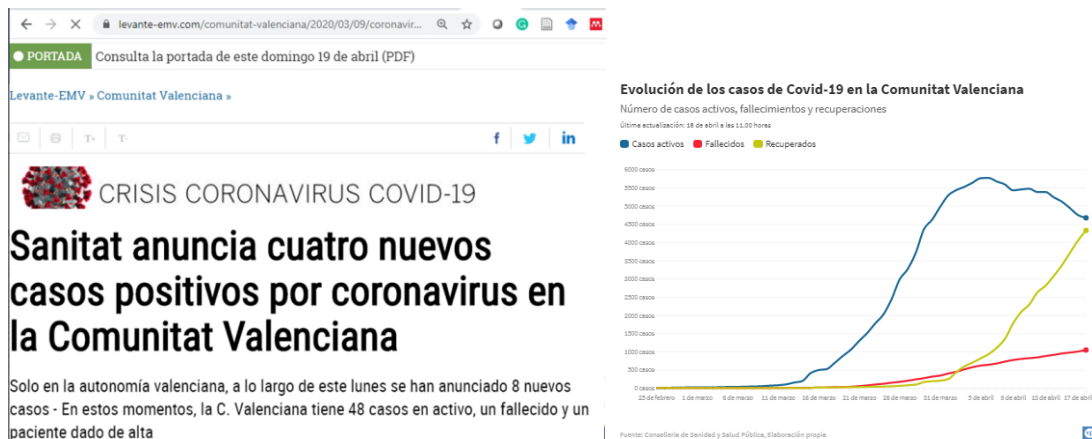 levante-emv.com/comunitat-valenciana/2020/03/09/coronavir...
PORTADA Consulta la portada de este domingo 19 de abril (PDF)
Levante-EMV » Comunitat Valenciana »
T+ T-
f in
CRISIS CORONAVIRUS COVID-19
Sanitat anuncia cuatro nuevos
casos positivos por coronavirus en
la Comunitat Valenciana
Solo en la autonomía valenciana, a lo largo de este lunes se han anunciado 8 nuevos
casos - En estos momentos, la C. Valenciana tiene 48 casos en activo, un fallecido y un
paciente dado de alta
Evolución de los casos de Covid-19 en la Comunitat Valenciana
Número de casos activos, fallecimientos y recuperaciones
Última actualización: 18 de abril a las 11.00 horas
Casos activos Fallecidos Recuperados
6000 casos
5500 casos
5000 casos
4500 casos
4000 casos
3500 casos
3000 casos
2500 casos
2000 casos
1500 casos
1000 casos
500 casos
0 casos
25 de febrero 1 de marzo 6 de marzo 11 de marzo 16 de marzo 21 de marzo 26 de marzo 31 de marzo 5 de abril 9 de abril 13 de abril 17 de abril
Fuente: Conselleria de Sanidad y Salud Pública, Elaboración propia